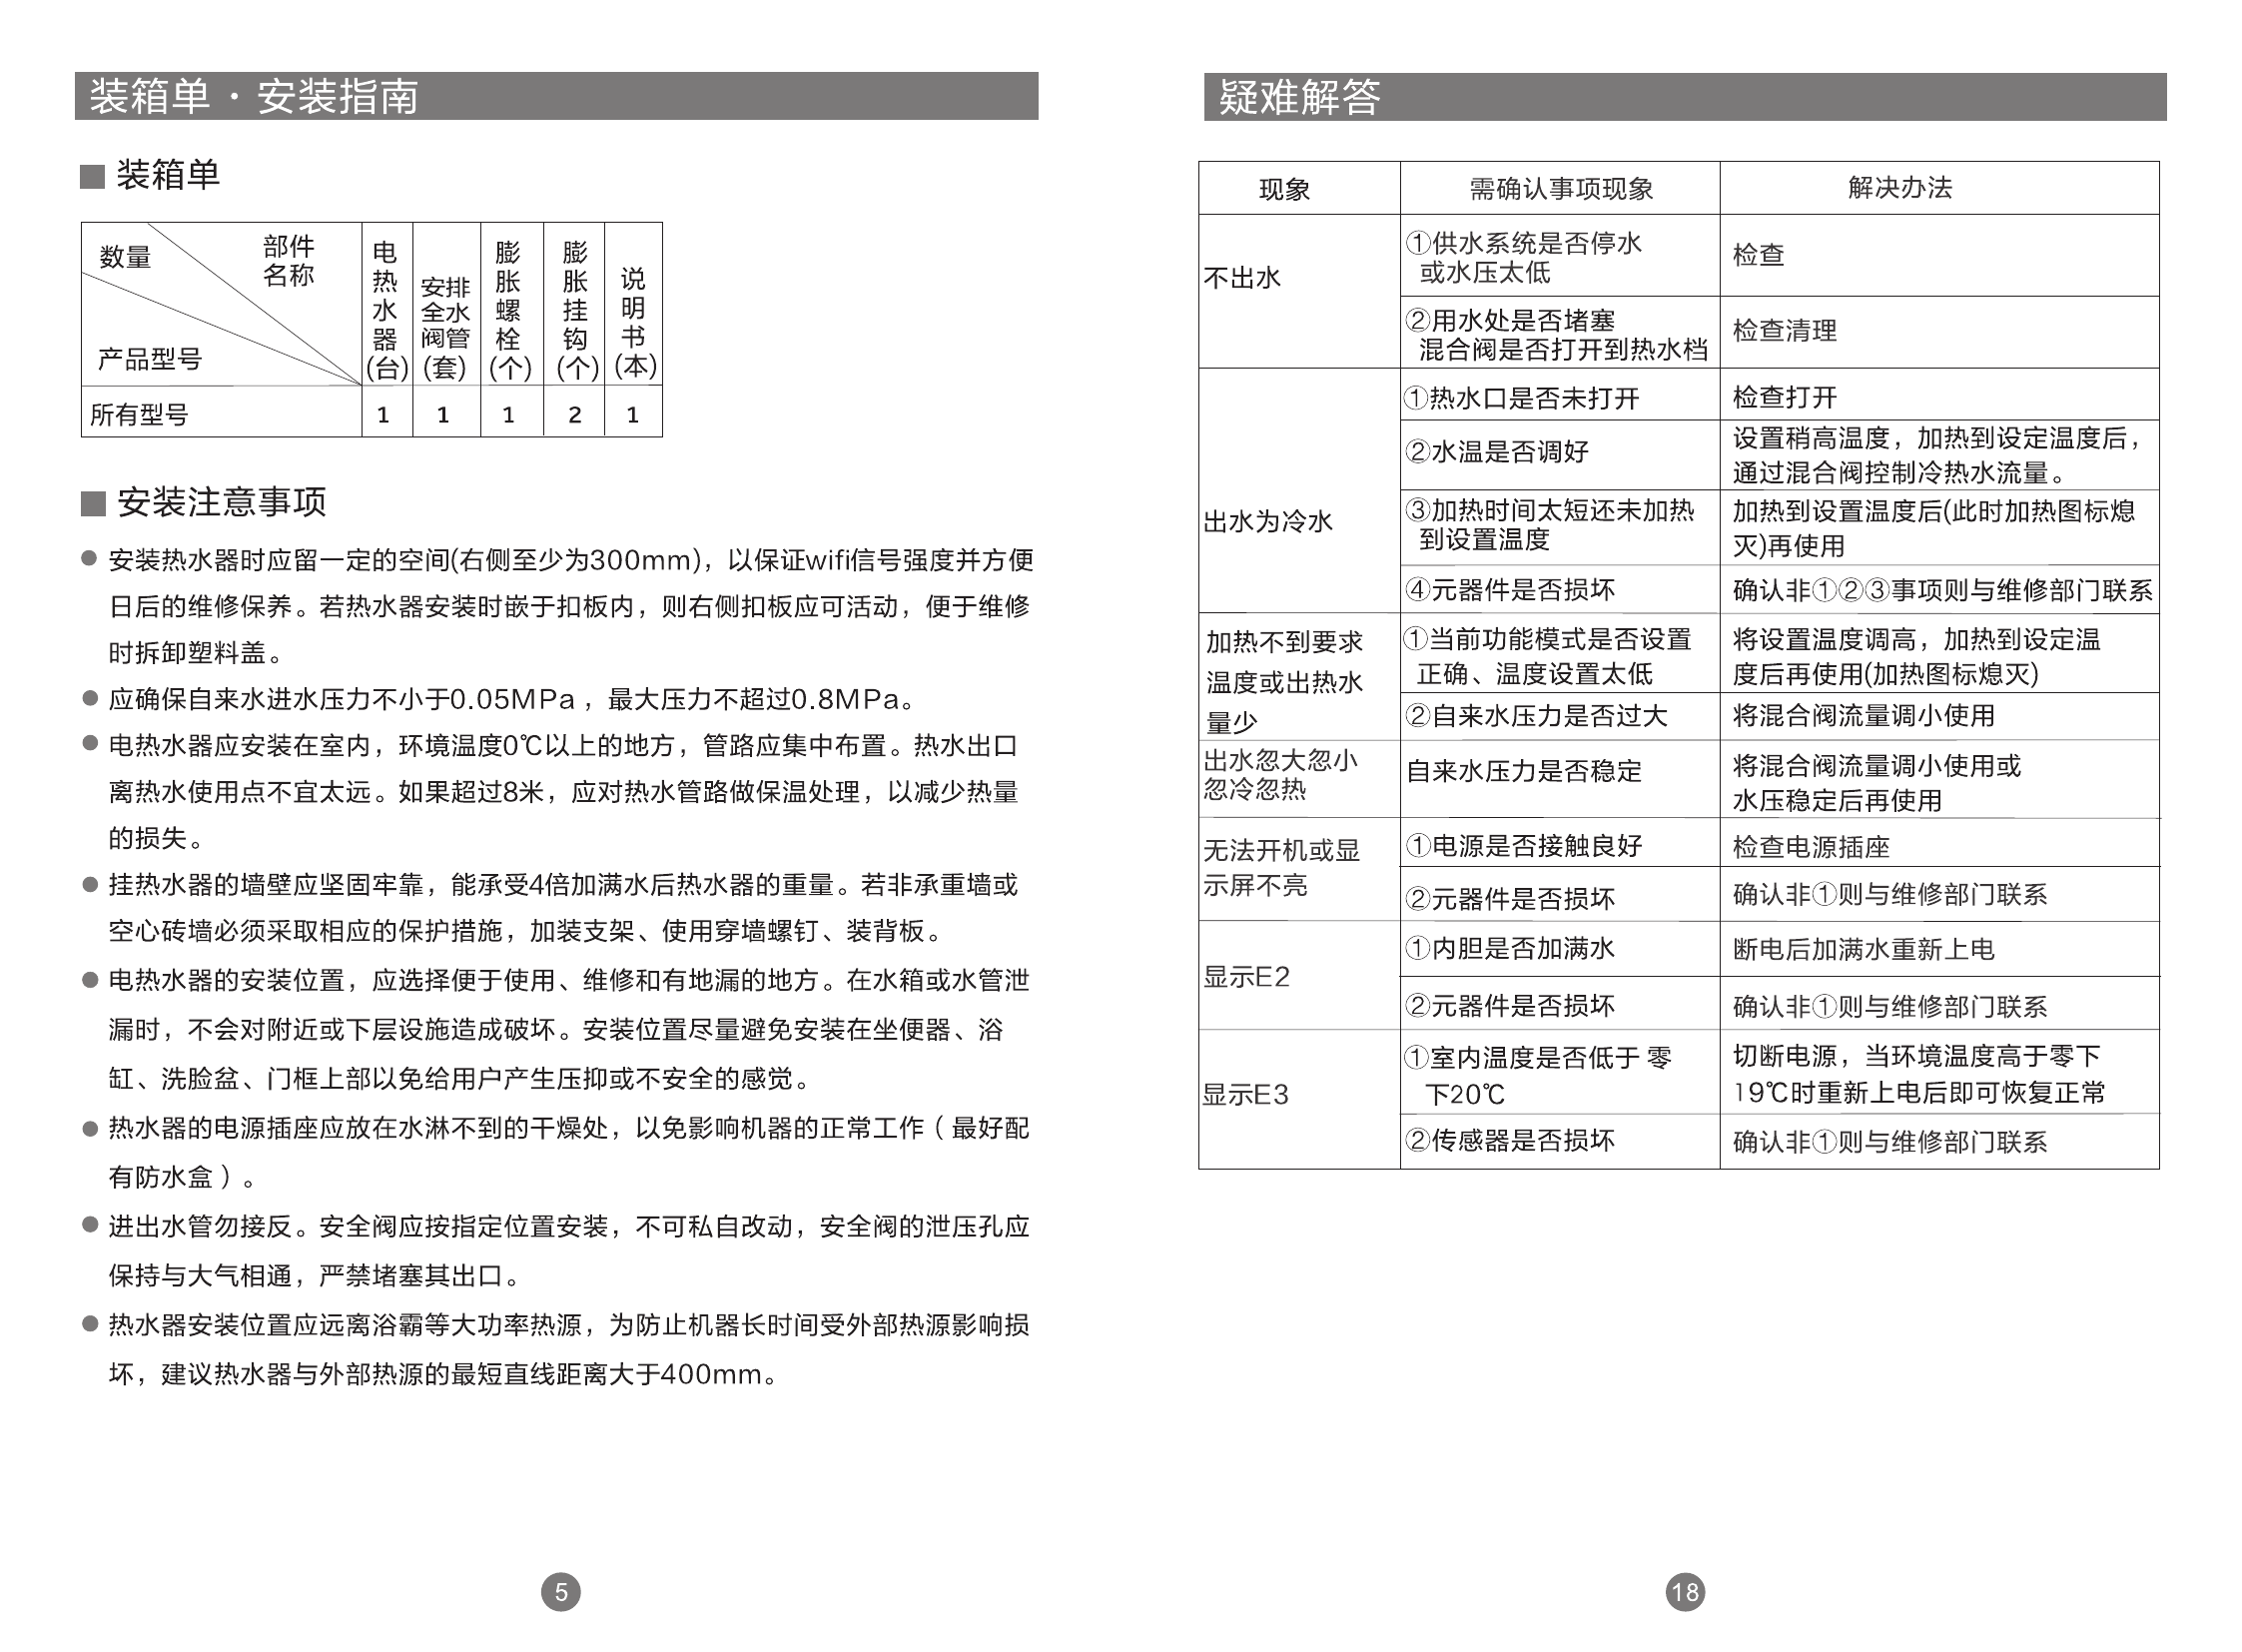 装箱单·安装指南
装箱单
数量
部件
名称
产品型号
电热水器(台)
安全阀排水管(套)
膨胀螺栓(个)
膨胀挂钩(个)
说明书(本)
所有型号 1 1 1 2 1
安装注意事项
安装热水器时应留一定的空间(右侧至少为300mm)，以保证wifi信号强度并方便
日后的维修保养。若热水器安装时嵌于扣板内，则右侧扣板应可活动，便于维修
时拆卸塑料盖。
应确保自来水进水压力不小于0.05MPa，最大压力不超过0.8MPa。
电热水器应安装在室内，环境温度0℃以上的地方，管路应集中布置。热水出口
离热水使用点不宜太远。如果超过8米，应对热水管路做保温处理，以减少热量
的损失。
挂热水器的墙壁应坚固牢靠，能承受4倍加满水后热水器的重量。若非承重墙或
空心砖墙必须采取相应的保护措施，加装支架、使用穿墙螺钉、装背板。
电热水器的安装位置，应选择便于使用、维修和有地漏的地方。在水箱或水管泄
漏时，不会对附近或下层设施造成破坏。安装位置尽量避免安装在坐便器、浴
缸、洗脸盆、门框上部以免给用户产生压抑或不安全的感觉。
热水器的电源插座应放在水淋不到的干燥处，以免影响机器的正常工作（最好配
有防水盒）。
进出水管勿接反。安全阀应按指定位置安装，不可私自改动，安全阀的泄压孔应
保持与大气相通，严禁堵塞其出口。
热水器安装位置应远离浴霸等大功率热源，为防止机器长时间受外部热源影响损
坏，建议热水器与外部热源的最短直线距离大于400mm。
5
疑难解答
现象 需确认事项现象 解决办法
不出水
①供水系统是否停水
或水压太低
检查
②用水处是否堵塞
混合阀是否打开到热水档
检查清理
出水为冷水
①热水口是否未打开
检查打开
②水温是否调好
设置稍高温度，加热到设定温度后，
通过混合阀控制冷热水流量。
③加热时间太短还未加热
到设置温度
加热到设置温度后(此时加热图标熄
灭)再使用
④元器件是否损坏
确认非①②③事项则与维修部门联系
加热不到要求
温度或出热水
量少
①当前功能模式是否设置
正确、温度设置太低
将设置温度调高，加热到设定温
度后再使用(加热图标熄灭)
②自来水压力是否过大
将混合阀流量调小使用
出水忽大忽小
忽冷忽热
自来水压力是否稳定
将混合阀流量调小使用或
水压稳定后再使用
无法开机或显
示屏不亮
①电源是否接触良好
检查电源插座
②元器件是否损坏
确认非①则与维修部门联系
显示E2
①内胆是否加满水
断电后加满水重新上电
②元器件是否损坏
确认非①则与维修部门联系
显示E3
①室内温度是否低于 零
下20℃
切断电源，当环境温度高于零下
19℃时重新上电后即可恢复正常
②传感器是否损坏
确认非①则与维修部门联系
18